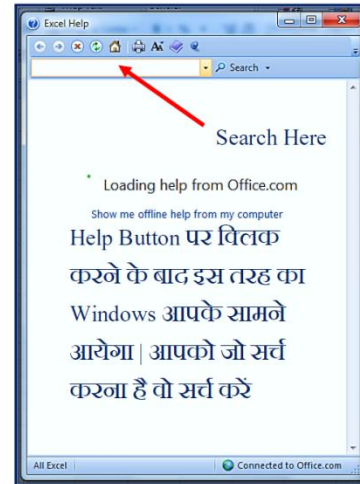 Excel Help
Search
Search Here
Loading help from Office.com
Show me offline help from my computer
Help Button पर क्लिक
करने के बाद इस तरह का
Windows आपके सामने
आयेगा | आपको जो सर्च
करना है वो सर्च करें
All Excel
Connected to Office.com